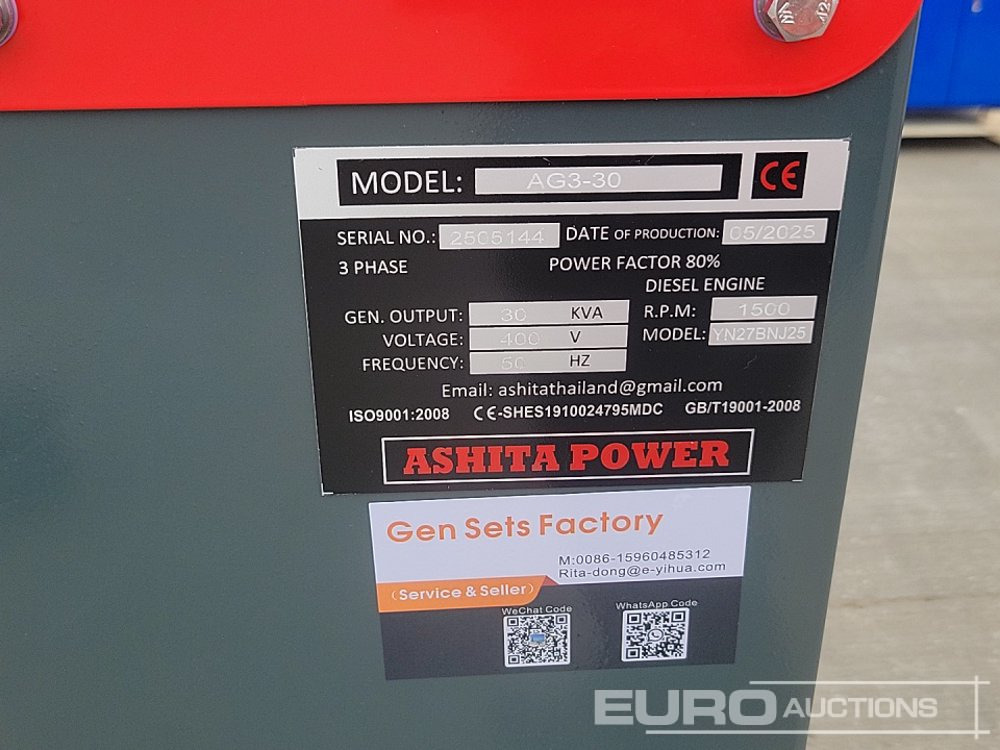 MODEL: AG3-30 CE
SERIAL NO.: 2505144 DATE OF PRODUCTION: 05/2025
3 PHASE POWER FACTOR 80%
DIESEL ENGINE
GEN. OUTPUT: 30 KVA R.P.M: 1500
VOLTAGE: 400 V MODEL: YN27BNJ25
FREQUENCY: 50 HZ
Email: ashitathailand@gmail.com
ISO9001:2008 CE-SHES1910024795MDC GB/T19001-2008
ASHITA POWER
Gen Sets Factory
M:0086-15960485312
Rita-dong@e-yihua.com
(Service & Seller)
WeChat Code WhatsApp Code
EURO AUCTIONS